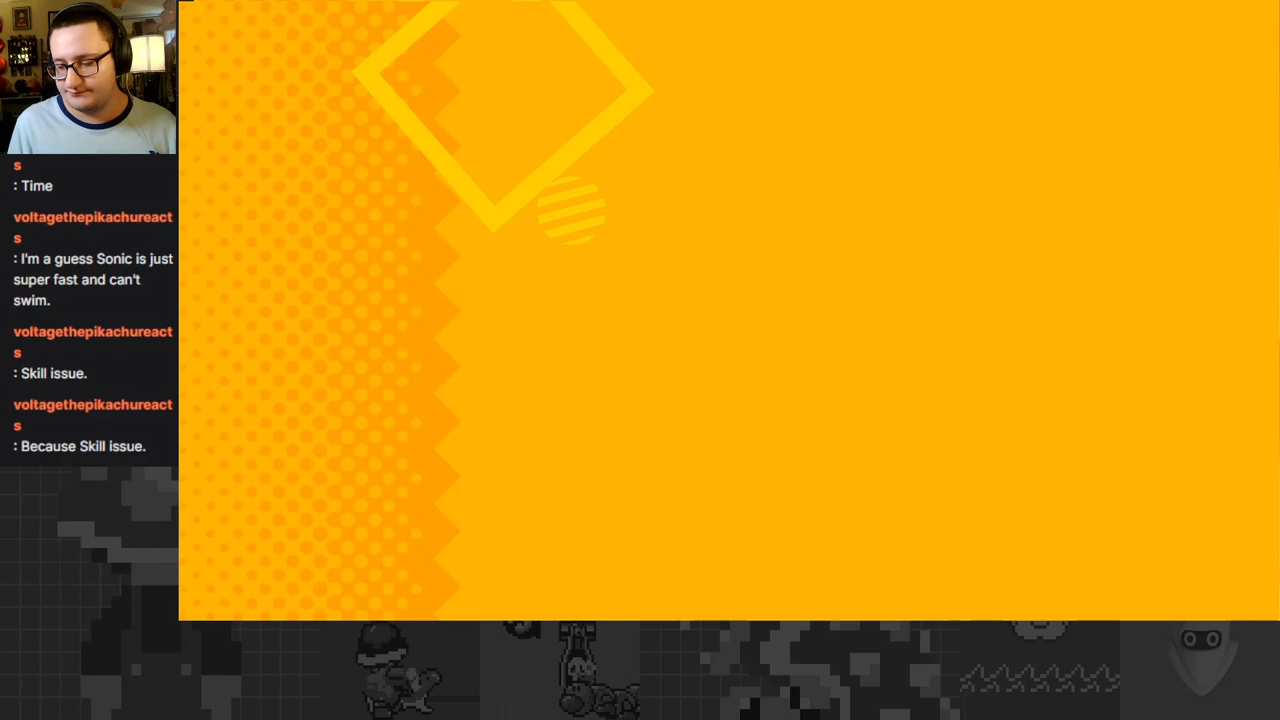 s
: Time
voltagethepikachureact
s
: I'm a guess Sonic is just
super fast and can't
swim.
voltagethepikachureact
s
: Skill issue.
voltagethepikachureact
s
: Because Skill issue.